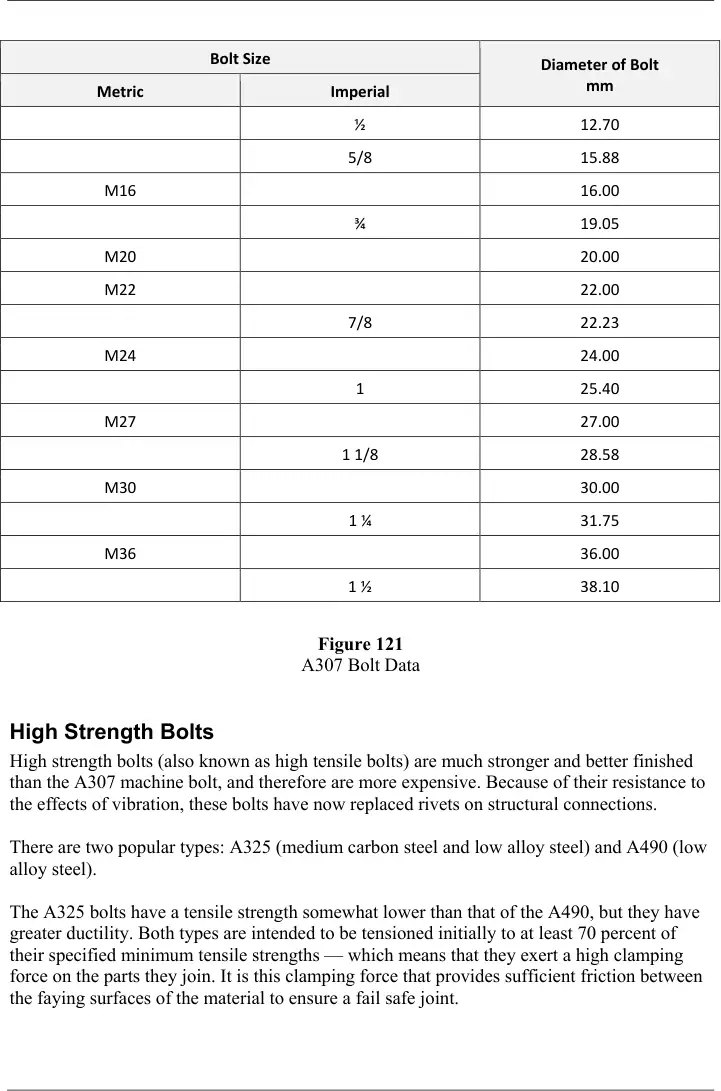 Bolt Size
Diameter of Bolt
mm
Metric Imperial
½ 12.70
5/8 15.88
M16 16.00
¾ 19.05
M20 20.00
M22 22.00
7/8 22.23
M24 24.00
1 25.40
M27 27.00
1 1/8 28.58
M30 30.00
1 ¼ 31.75
M36 36.00
1 ½ 38.10
Figure 121
A307 Bolt Data
High Strength Bolts
High strength bolts (also known as high tensile bolts) are much stronger and better finished
than the A307 machine bolt, and therefore are more expensive. Because of their resistance to
the effects of vibration, these bolts have now replaced rivets on structural connections.
There are two popular types: A325 (medium carbon steel and low alloy steel) and A490 (low
alloy steel).
The A325 bolts have a tensile strength somewhat lower than that of the A490, but they have
greater ductility. Both types are intended to be tensioned initially to at least 70 percent of
their specified minimum tensile strengths — which means that they exert a high clamping
force on the parts they join. It is this clamping force that provides sufficient friction between
the faying surfaces of the material to ensure a fail safe joint.